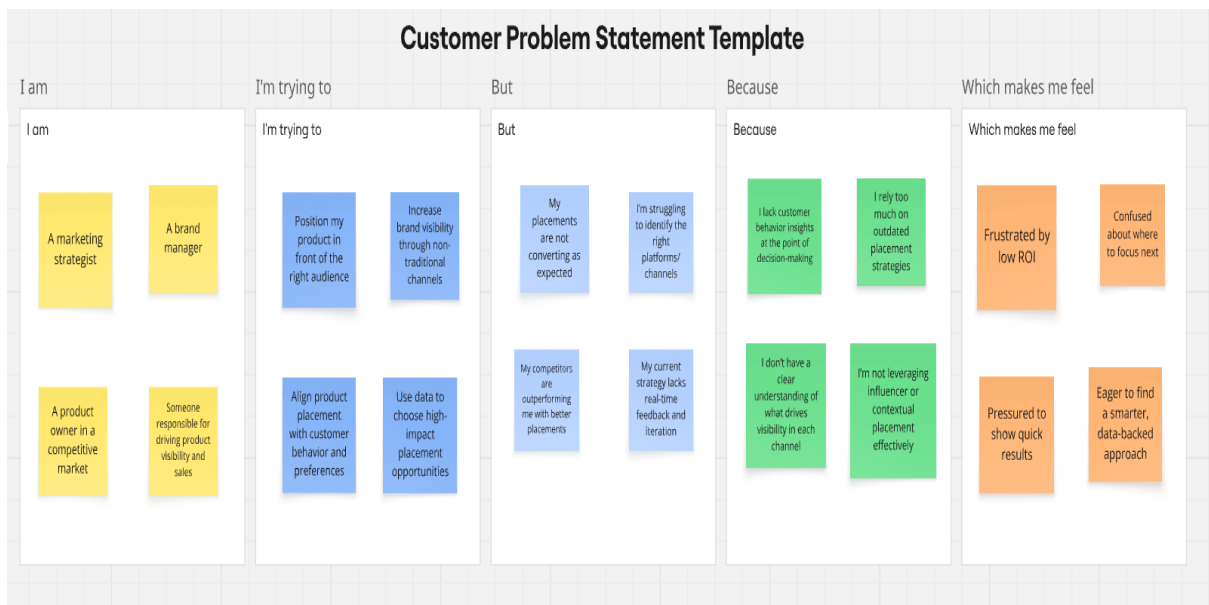 Customer Problem Statement Template
I am
I'm trying to
But
Because
Which makes me feel
I am
A marketing
strategist
A brand
manager
A product
owner in a
competitive
market
Someone
responsible for
driving product
visibility and
sales
I'm trying to
Position my
product in
front of the
right audience
Increase
brand visibility
through non-
traditional
channels
Align product
placement
with customer
behavior and
preferences
Use data to
choose high-
impact
placement
opportunities
But
My
placements
are not
converting as
expected
I'm struggling
to identify the
right
platforms/
channels
My competitors
are
outperforming
me with better
placements
My current
strategy lacks
real-time
feedback and
iteration
Because
I lack customer
behavior insights
at the point of
decision-making
I rely too
much on
outdated
placement
strategies
I don't have a
clear
understanding of
what drives
visibility in each
channel
I'm not leveraging
influencer or
contextual
placement
effectively
Which makes me feel
Frustrated by
low ROI
Confused
about where
to focus next
Pressured to
show quick
results
Eager to find
a smarter,
data-backed
approach